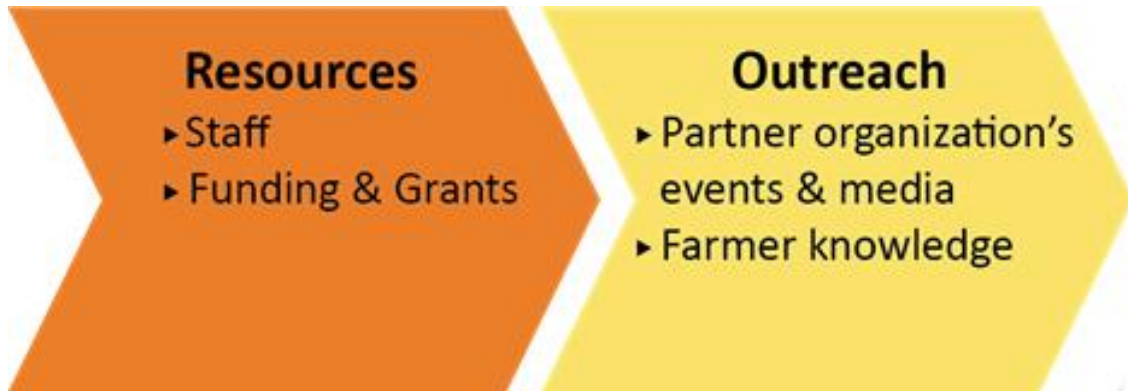 Resources
▸ Staff
▸ Funding & Grants
Outreach
▸ Partner organization's
events & media
▸ Farmer knowledge